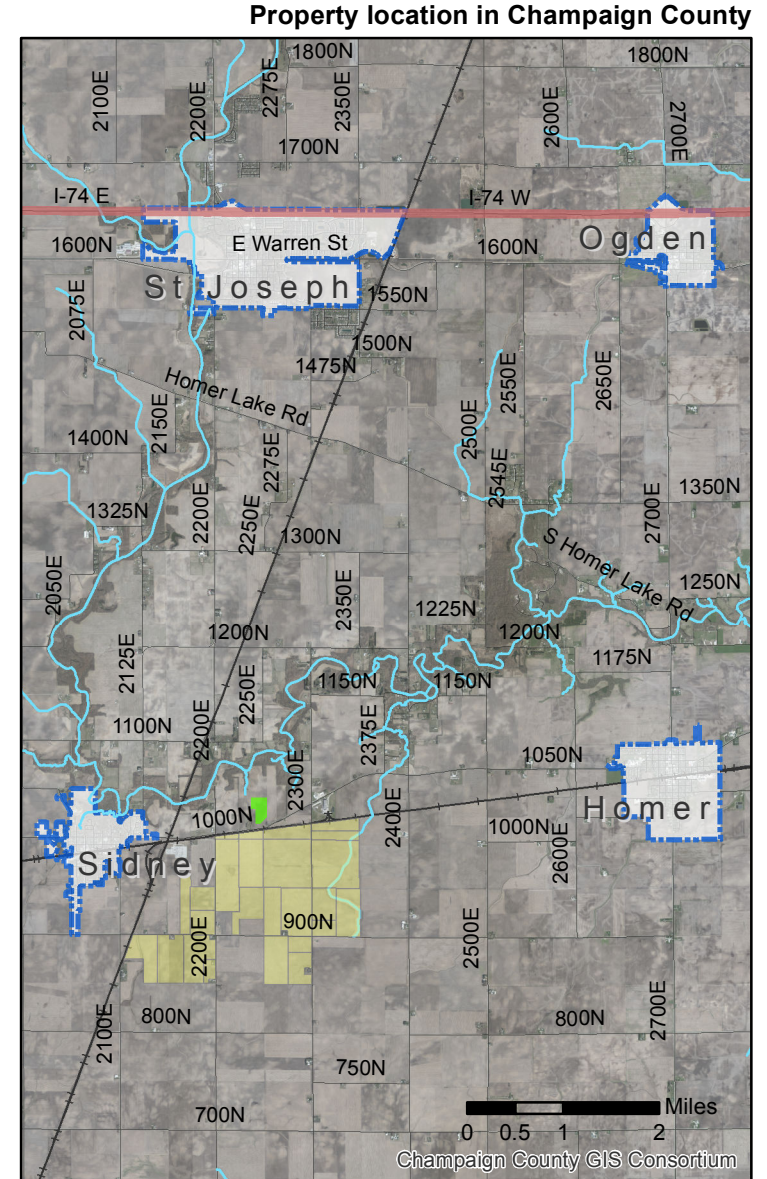 Property location in Champaign County
1800N
1800N
2100E
2200E
2275E
2350E
2600E
2700E
1700N
I-74 E
I-74 W
1600N
E Warren St
1600N
Ogden
St Joseph
1550N
2075E
1500N
1475N
Homer Lake Rd
2150E
2550E
2650E
1400N
2500E
2275E
2545E
1350N
1325N
2200E
2250E
1300N
2700E
S Homer Lake Rd
2050E
2350E
1250N
1225N
1200N
1200N
2125E
1175N
1150N
1150N
2250E
1100N
2200E
2375E
1050N
2300E
1000N
2400E
Homer
1000N
2600E
Sidney
900N
2200E
2500E
800N
2100E
800N
2700E
750N
700N
Miles
0 0.5 1 2
Champaign County GIS Consortium